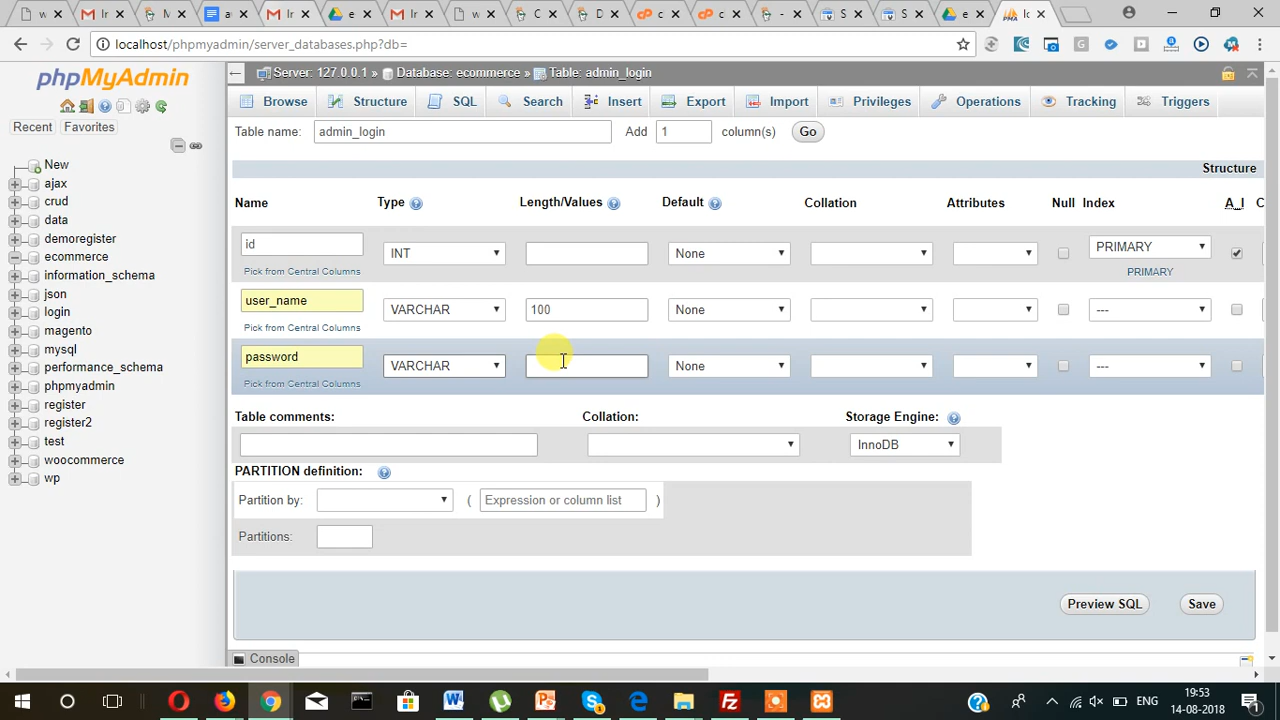 localhost/phpmyadmin/server_databases.php?db=
phpMyAdmin
Recent Favorites
New
ajax
crud
data
demoregister
ecommerce
information_schema
json
login
magento
mysql
performance_schema
phpmyadmin
register
register2
test
woocommerce
wp
Server: 127.0.0.1 » Database: ecommerce » Table: admin_login
Browse Structure SQL Search Insert Export Import Privileges Operations Tracking Triggers
Table name: admin_login Add 1 column(s) Go
Structure
Name Type Length/Values Default Collation Attributes Null Index A_I
id INT None PRIMARY
Pick from Central Columns PRIMARY
user_name VARCHAR 100 None ---
Pick from Central Columns
password VARCHAR None ---
Pick from Central Columns
Table comments: Collation: Storage Engine:
InnoDB
PARTITION definition:
Partition by: ( Expression or column list )
Partitions:
Preview SQL Save
Console
ENG 19:53
14-08-2018